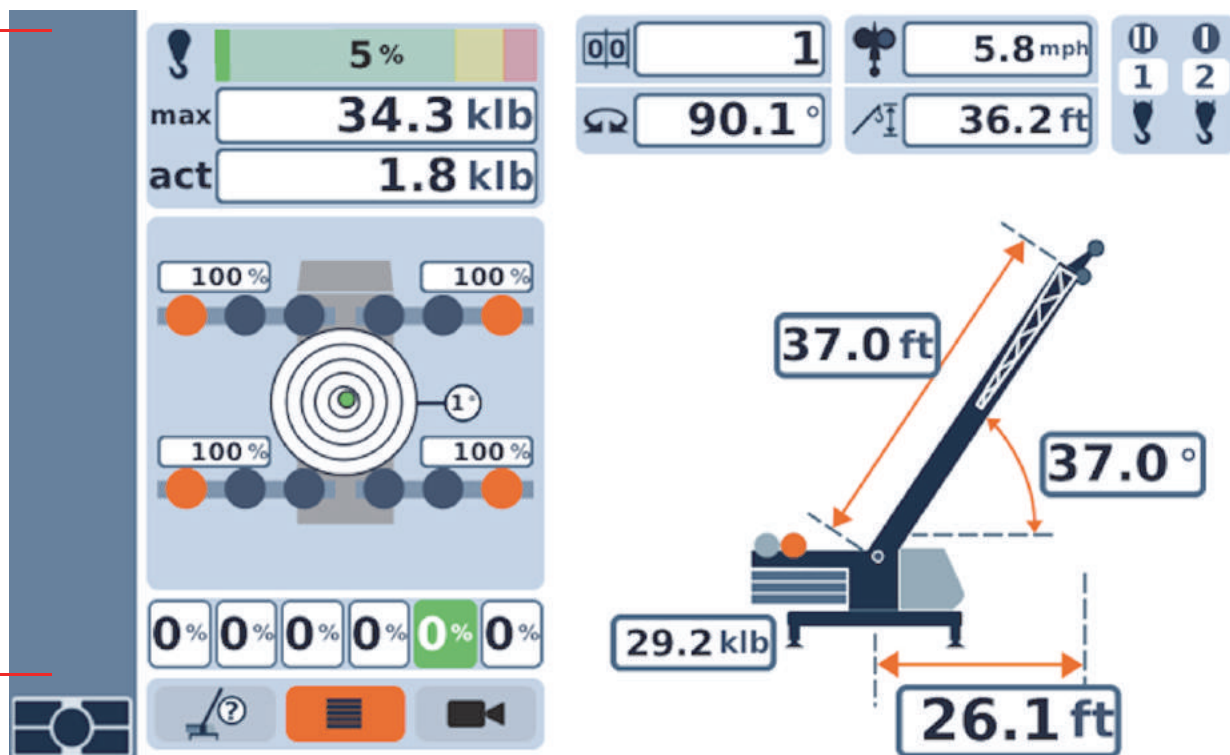 5 %
max 34.3 klb
act 1.8 klb
00 1
90.1 °
5.8 mph
36.2 ft
1 2
100 % 100 %
1°
100 % 100 %
0 % 0 % 0 % 0 % 0 % 0 %
?
37.0 ft
37.0 °
29.2 klb
26.1 ft